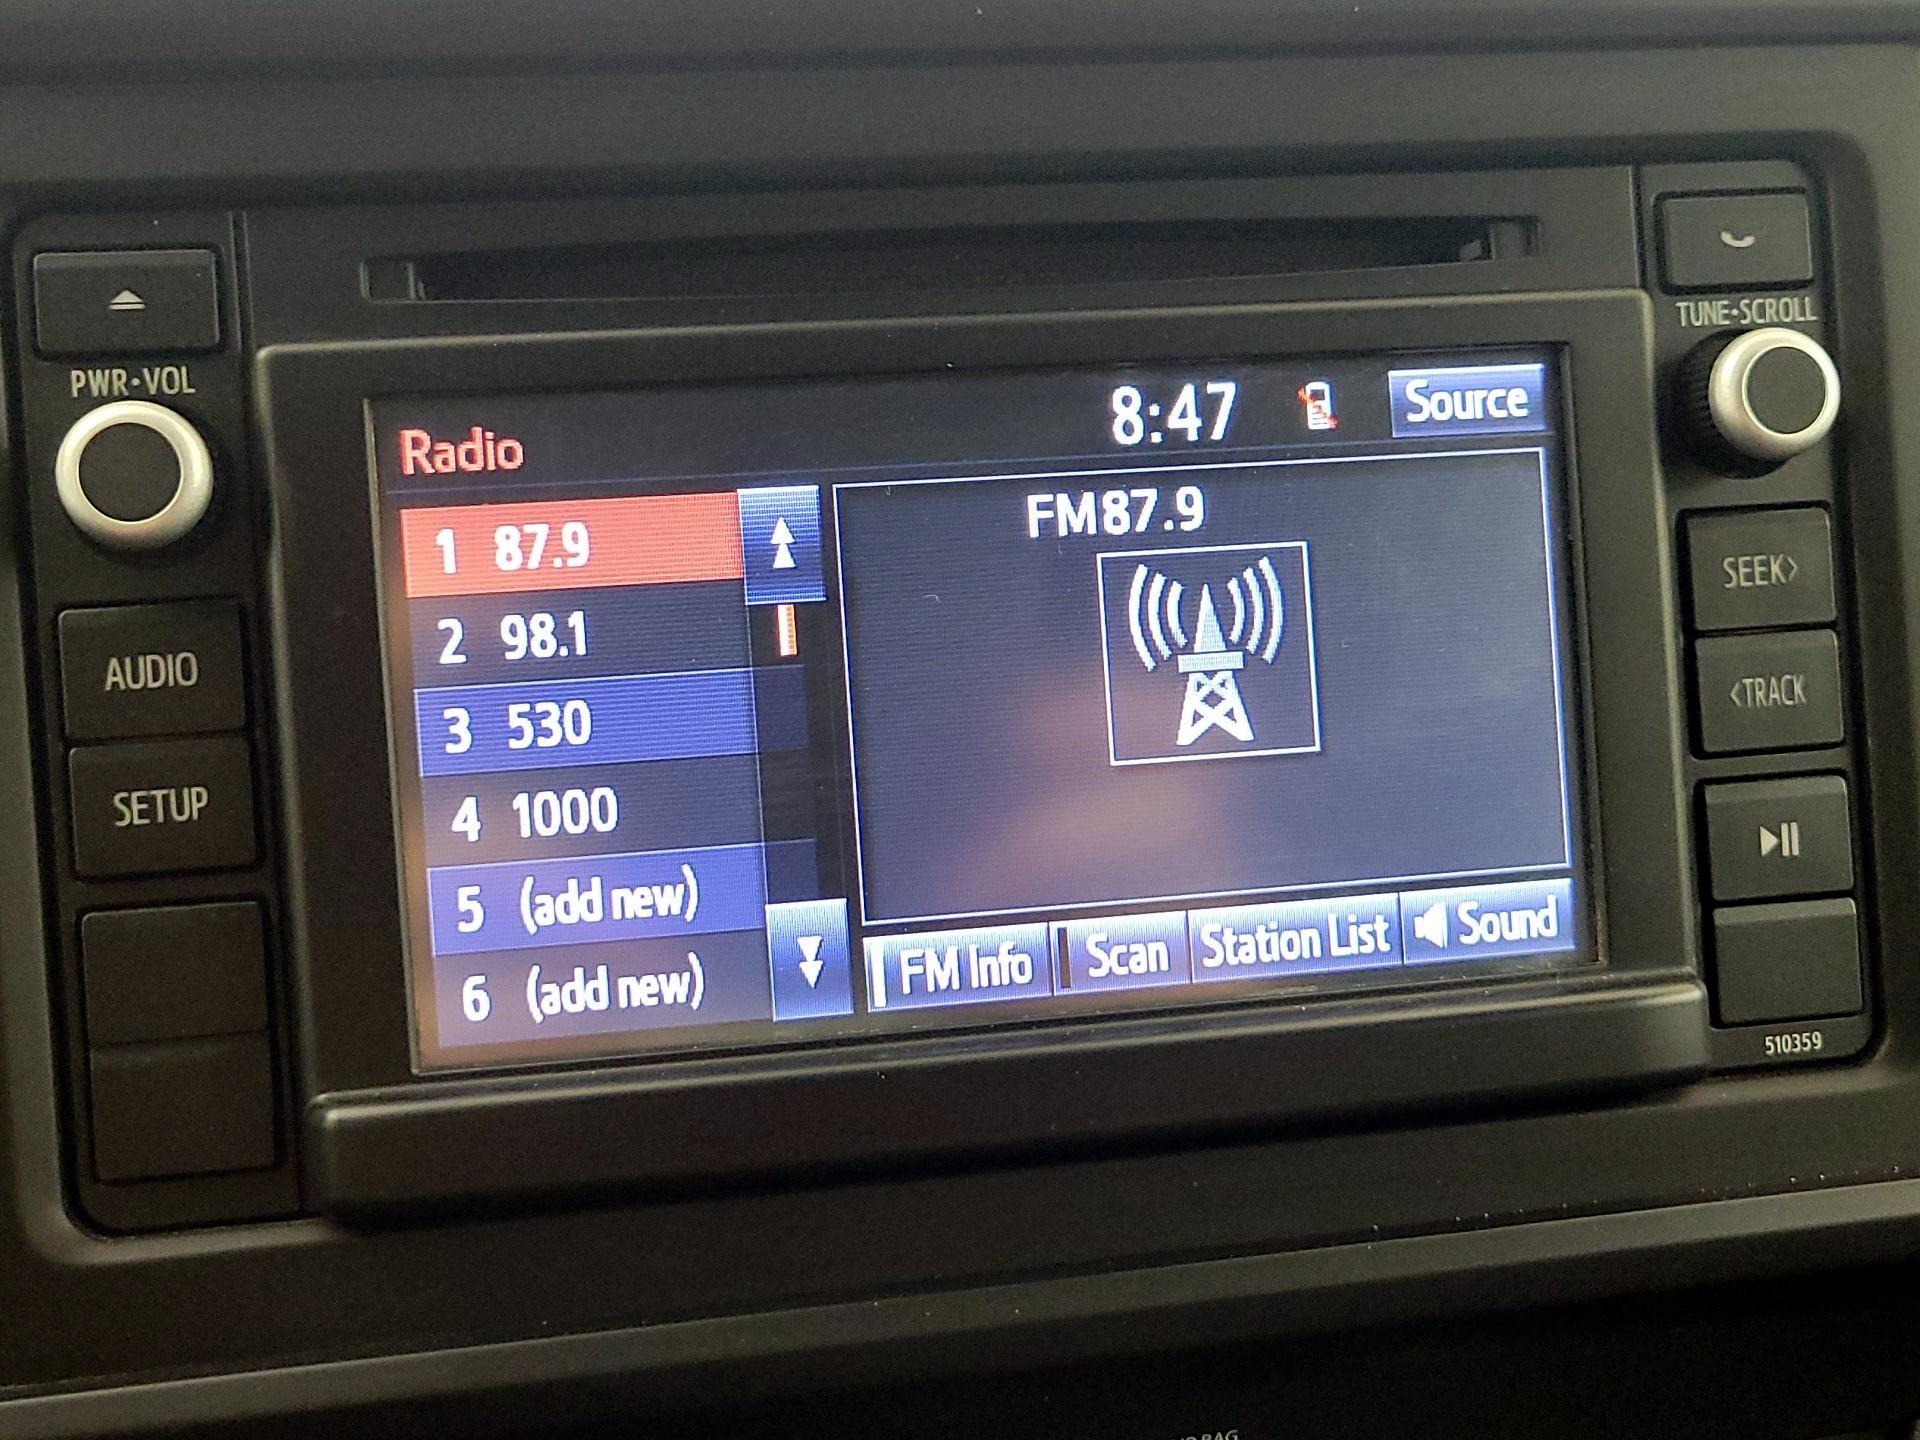 PWR•VOL
TUNE•SCROLL
Radio
8:47
Source
1 87.9
2 98.1
3 530
4 1000
5 (add new)
6 (add new)
FM87.9
FM Info
Scan
Station List
Sound
AUDIO
SETUP
SEEK>
<TRACK
510359
BAG